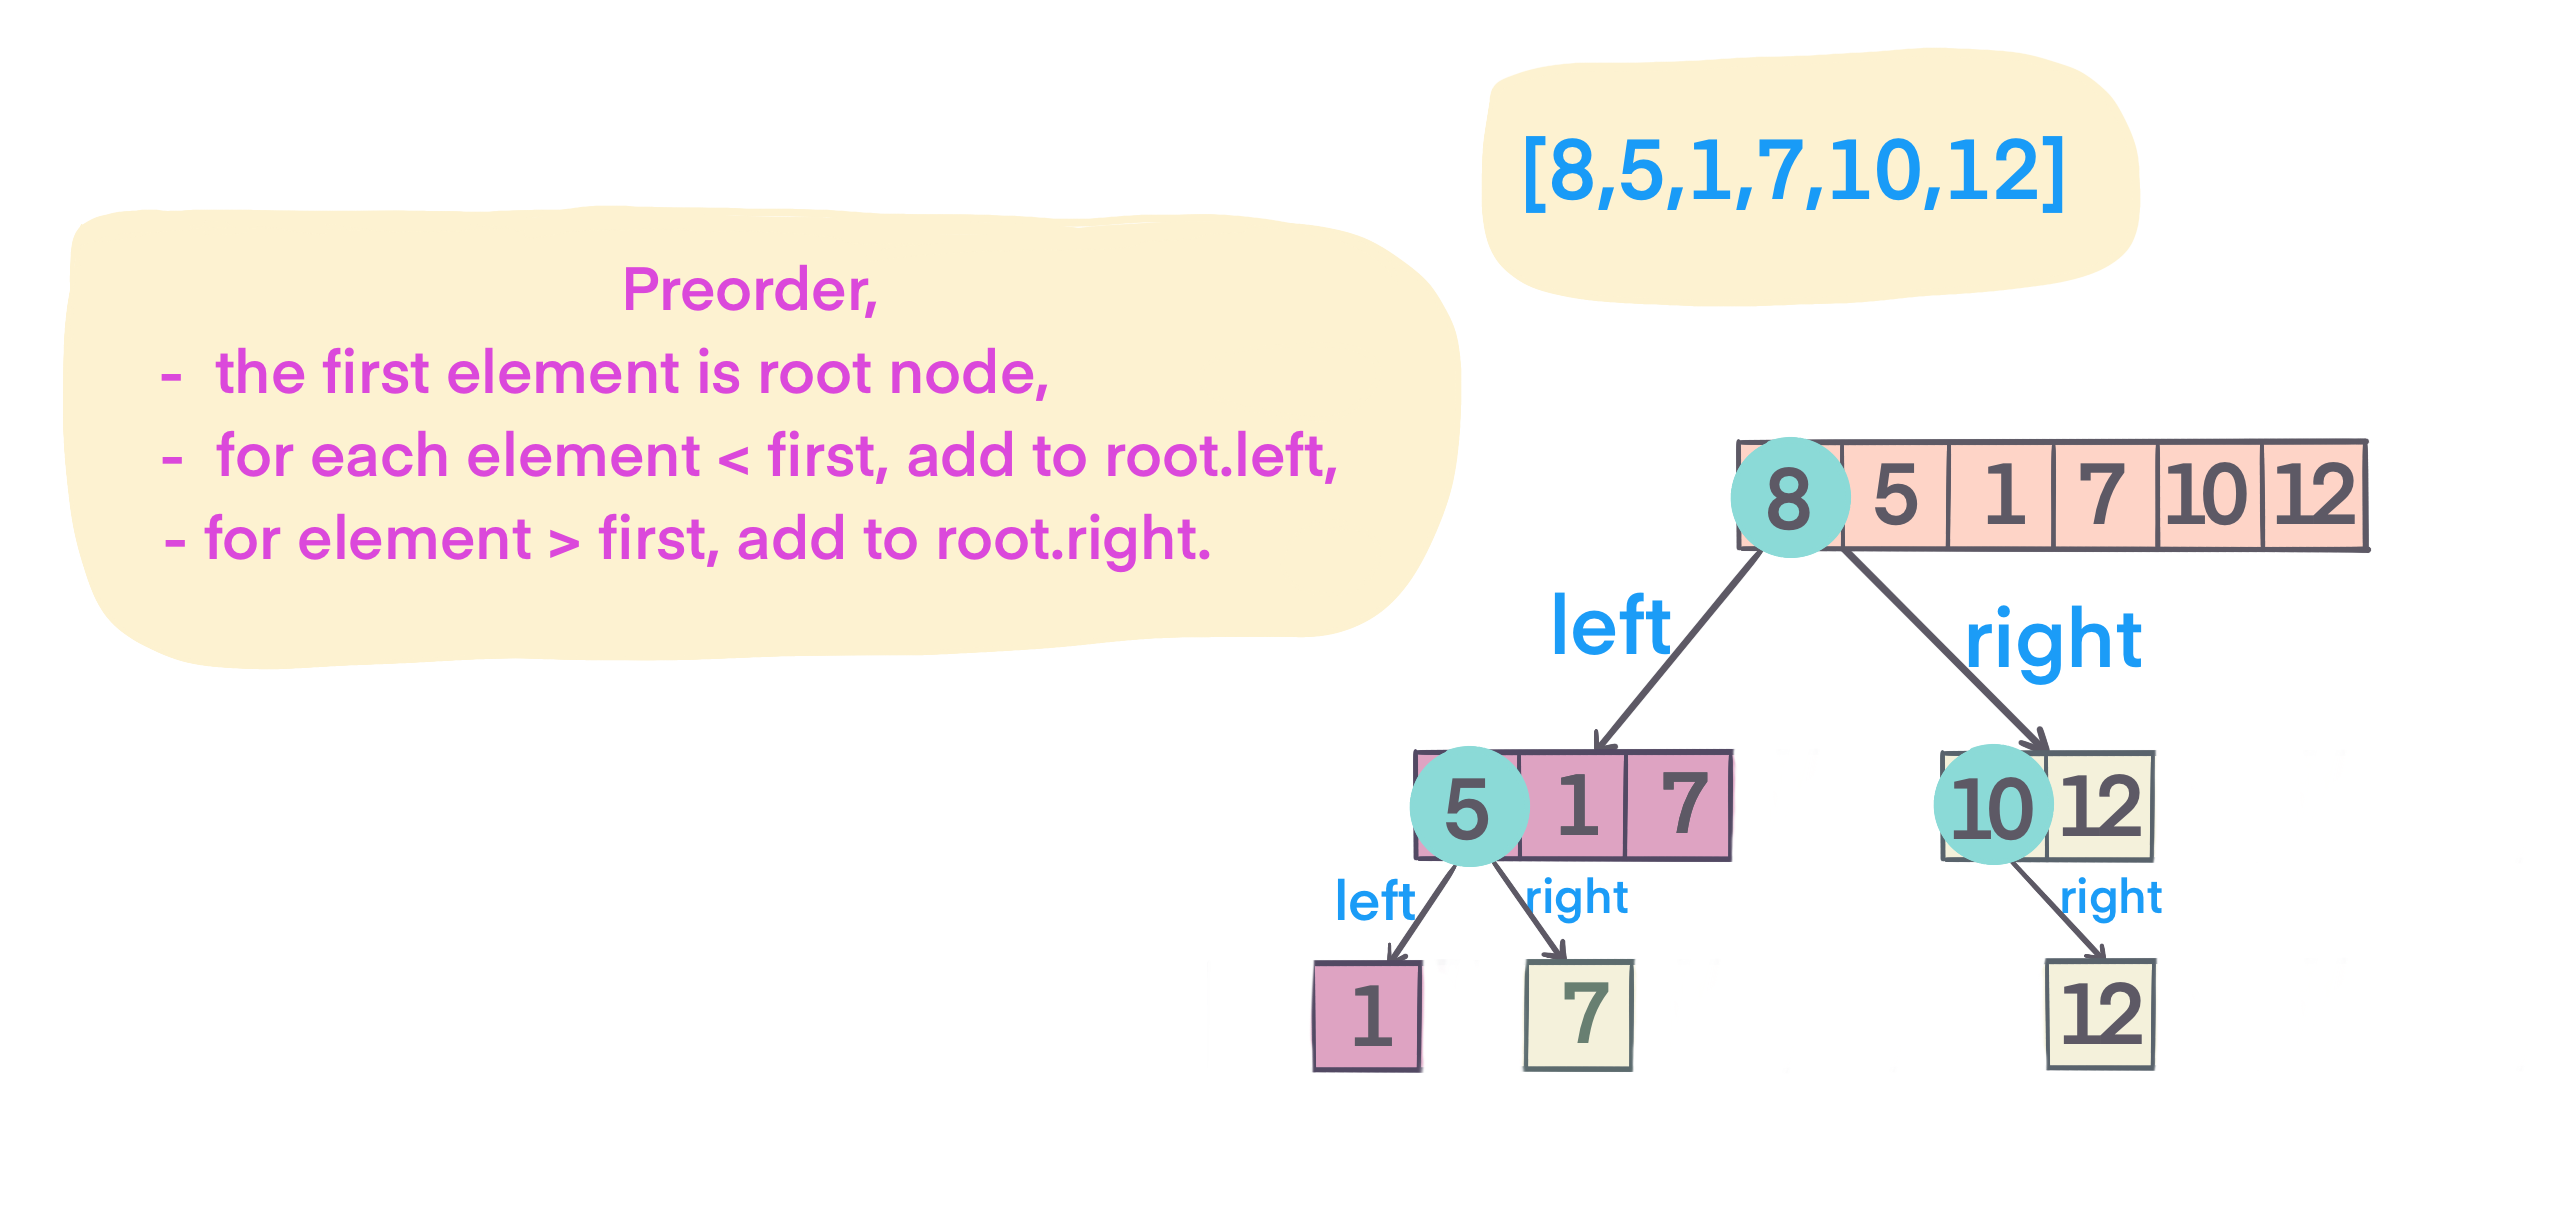 [8,5,1,7,10,12]
Preorder,
- the first element is root node,
- for each element < first, add to root.left,
- for element > first, add to root.right.
8 5 1 7 10 12
left right
5 1 7 10 12
left right right
1 7 12